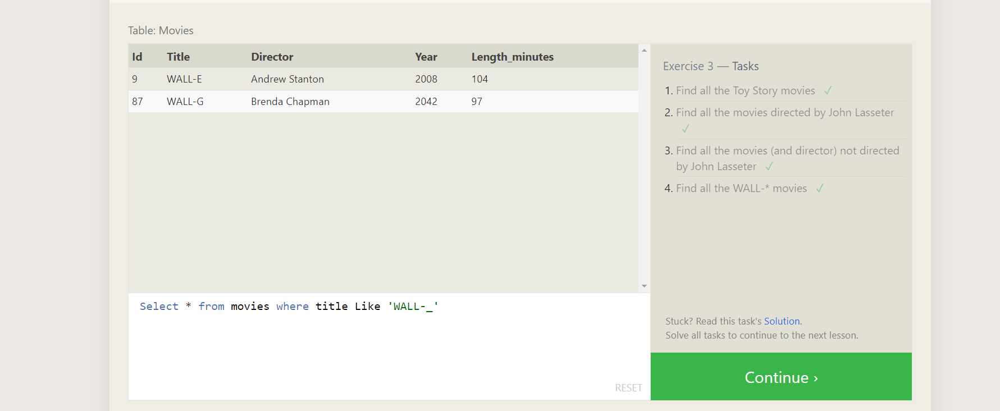 Table: Movies
Id Title Director Year Length_minutes
9 WALL-E Andrew Stanton 2008 104
87 WALL-G Brenda Chapman 2042 97
Select * from movies where title Like 'WALL-_'
RESET
Exercise 3 — Tasks
1. Find all the Toy Story movies ✓
2. Find all the movies directed by John Lasseter
✓
3. Find all the movies (and director) not directed
by John Lasseter ✓
4. Find all the WALL-* movies ✓
Stuck? Read this task's Solution.
Solve all tasks to continue to the next lesson.
Continue ›